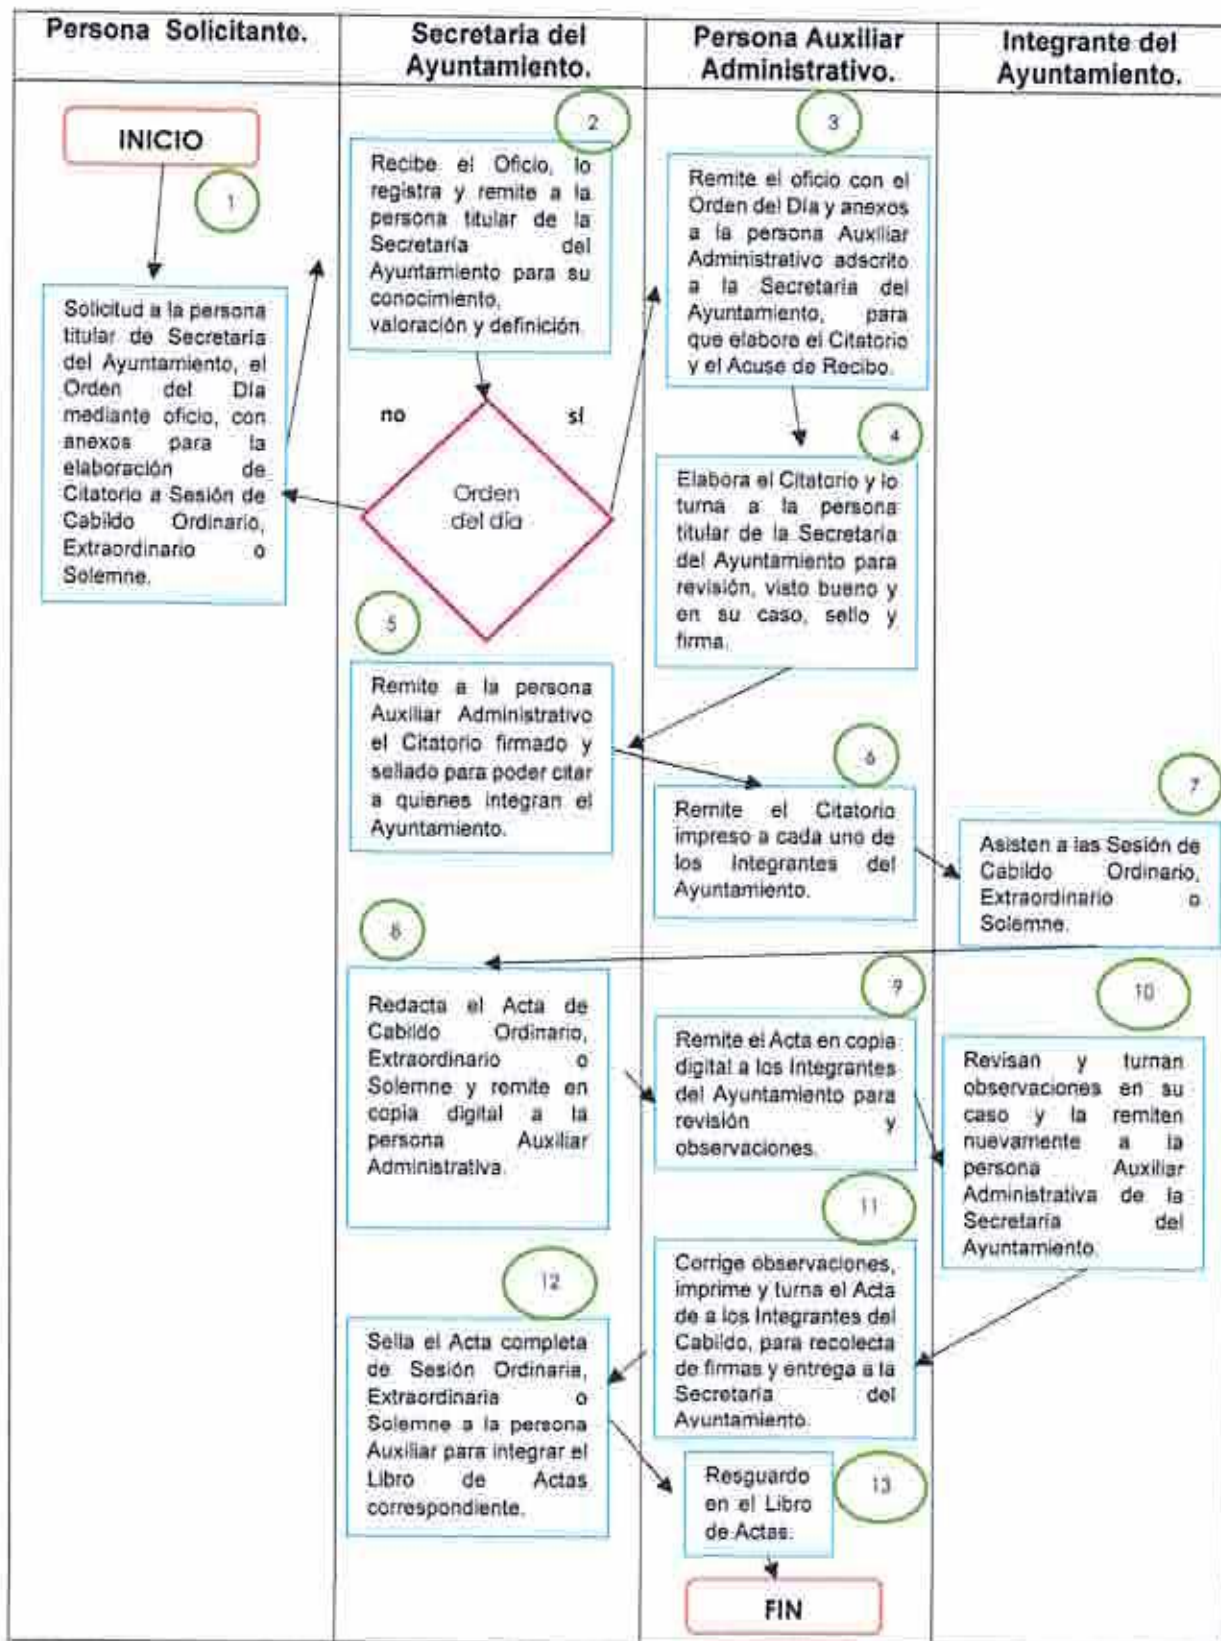 Persona Solicitante.
Secretaria del
Ayuntamiento.
Persona Auxiliar
Administrativo.
Integrante del
Ayuntamiento.
INICIO
1
Solicitud a la persona
titular de Secretaría
del Ayuntamiento, el
Orden del Día
mediante oficio, con
anexos para la
elaboración de
Citatorio a Sesión de
Cabildo Ordinario,
Extraordinario o
Solemne.
2
Recibe el Oficio, lo
registra y remite a la
persona titular de la
Secretaría del
Ayuntamiento para su
conocimiento,
valoración y definición.
no
sí
Orden
del día
3
Remite el oficio con el
Orden del Día y anexos
a la persona Auxiliar
Administrativo adscrito
a la Secretaría del
Ayuntamiento, para
que elabore el Citatorio
y el Acuse de Recibo.
4
Elabora el Citatorio y lo
turna a la persona
titular de la Secretaría
del Ayuntamiento para
revisión, visto bueno y
en su caso, sello y
firma.
5
Remite a la persona
Auxiliar Administrativo
el Citatorio firmado y
sellado para poder citar
a quienes integran el
Ayuntamiento.
6
Remite el Citatorio
impreso a cada uno de
los Integrantes del
Ayuntamiento.
7
Asisten a las Sesión de
Cabildo Ordinario,
Extraordinario o
Solemne.
8
Redacta el Acta de
Cabildo Ordinario,
Extraordinario o
Solemne y remite en
copia digital a la
persona Auxiliar
Administrativa.
9
Remite el Acta en copia
digital a los Integrantes
del Ayuntamiento para
revisión y
observaciones.
10
Revisan y turnan
observaciones en su
caso y la remiten
nuevamente a la
persona Auxiliar
Administrativa de la
Secretaría del
Ayuntamiento.
11
Corrige observaciones,
imprime y turna el Acta
de a los Integrantes del
Cabildo, para recolecta
de firmas y entrega a la
Secretaría del
Ayuntamiento.
12
Sella el Acta completa
de Sesión Ordinaria,
Extraordinaria o
Solemne a la persona
Auxiliar para integrar el
Libro de Actas
correspondiente.
13
Resguardo
en el Libro
de Actas.
FIN